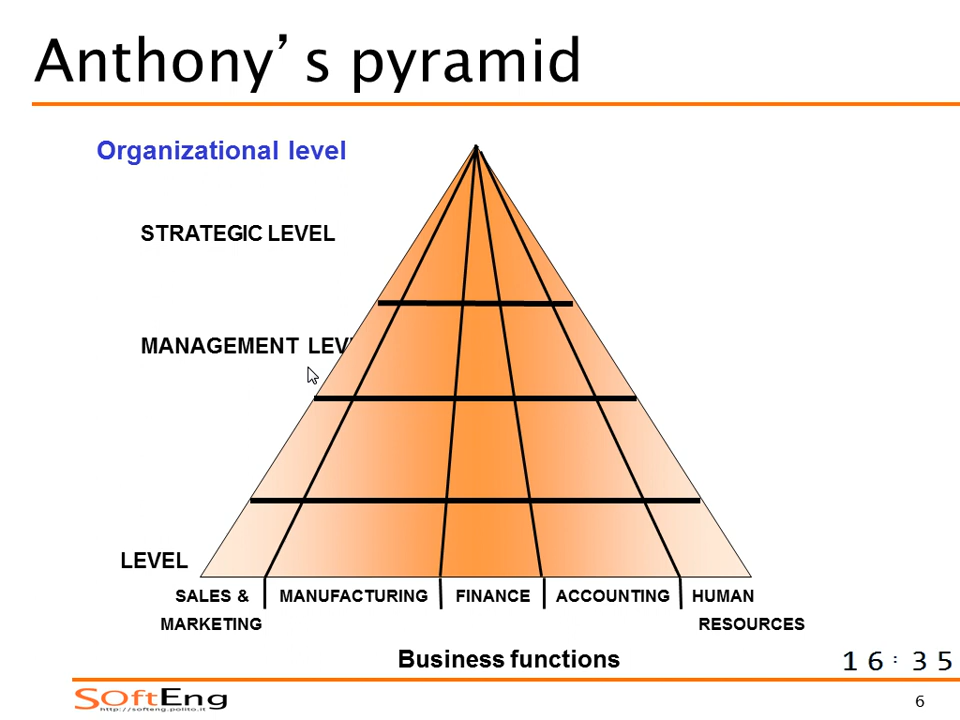 Anthony’s pyramid
Organizational level
STRATEGIC LEVEL
MANAGEMENT LEV
LEVEL
SALES & MANUFACTURING FINANCE ACCOUNTING HUMAN
MARKETING RESOURCES
Business functions
16:35
SOftEng
http://softeng.polito.it
6